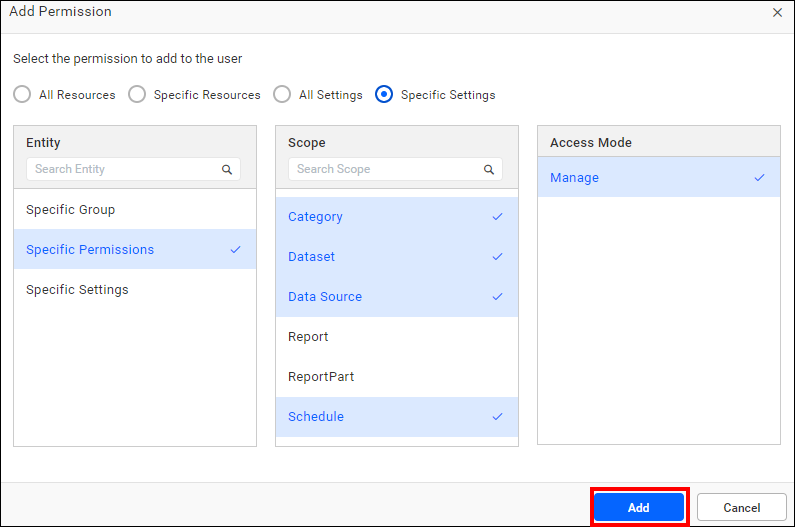 Add Permission
Select the permission to add to the user
All Resources Specific Resources All Settings Specific Settings
Entity
Search Entity
Specific Group
Specific Permissions
Specific Settings
Scope
Search Scope
Category
Dataset
Data Source
Report
ReportPart
Schedule
Access Mode
Manage
Add Cancel